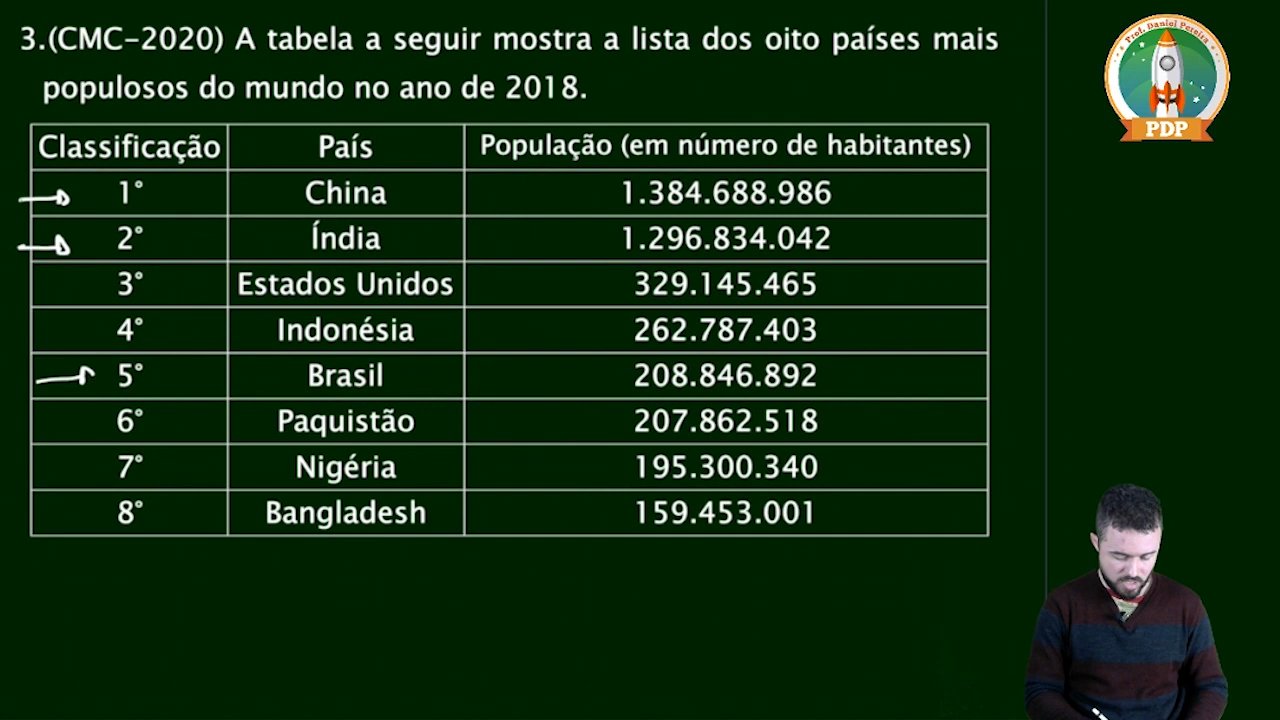 3.(CMC-2020) A tabela a seguir mostra a lista dos oito países mais
populosos do mundo no ano de 2018.
Classificação País População (em número de habitantes)
1° China 1.384.688.986
2° Índia 1.296.834.042
3° Estados Unidos 329.145.465
4° Indonésia 262.787.403
5° Brasil 208.846.892
6° Paquistão 207.862.518
7° Nigéria 195.300.340
8° Bangladesh 159.453.001
Prof. Daniel Pereira
PDP